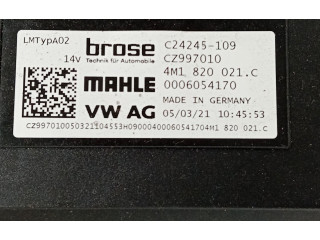 LMTypA02
brose
C24245-109
14V
Technik für Automobile
CZ997010
4M1 820 021.C
MAHLE
0006054170
MADE IN GERMANY
VW AG
05/03/21 10:45:53
CZ997010050321104553H09000400060541704M1 820 021.C